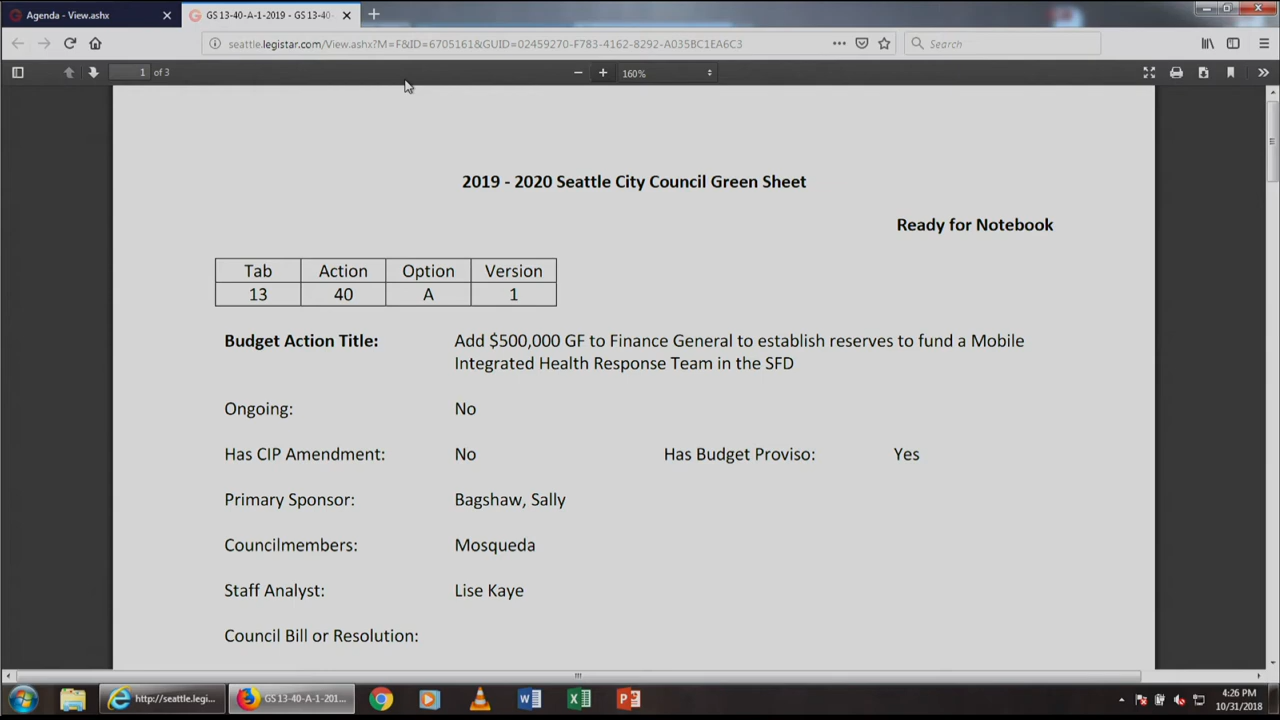 Agenda - View.ashx
GS 13-40-A-1-2019 - GS 13-40-
seattle.legistar.com/View.ashx?M=F&ID=6705161&GUID=02459270-F783-4162-8292-A035BC1EA6C3
Search
1 of 3
160%
2019 - 2020 Seattle City Council Green Sheet
Ready for Notebook
Tab Action Option Version
13 40 A 1
Budget Action Title: Add $500,000 GF to Finance General to establish reserves to fund a Mobile
Integrated Health Response Team in the SFD
Ongoing: No
Has CIP Amendment: No Has Budget Proviso: Yes
Primary Sponsor: Bagshaw, Sally
Councilmembers: Mosqueda
Staff Analyst: Lise Kaye
Council Bill or Resolution:
http://seattle.legi...
GS 13-40-A-1-201...
4:26 PM
10/31/2018